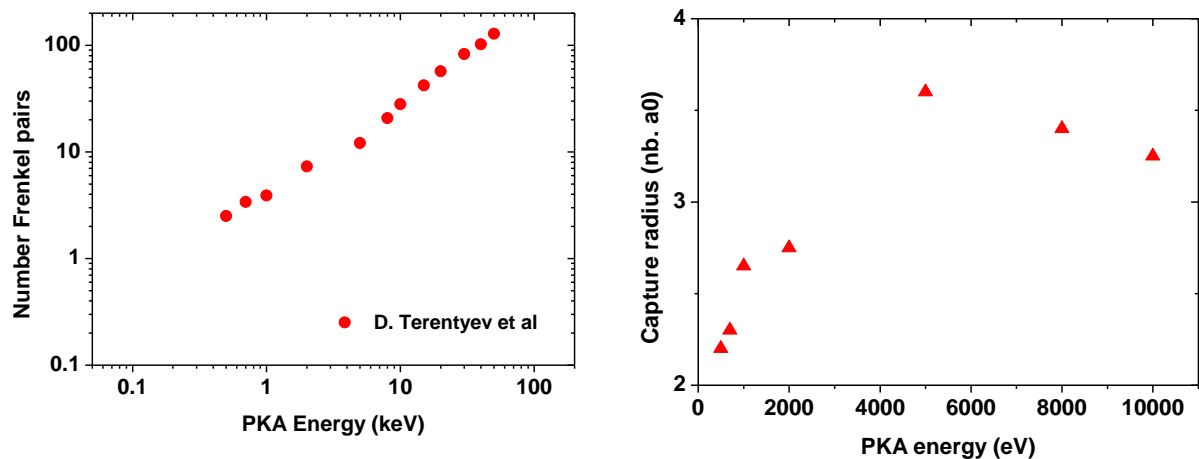 Number Frenkel pairs
100
10
1
0.1
D. Terentyev et al
0.1 1 10 100
PKA Energy (keV)
Capture radius (nb. a0)
4
3
2
0 2000 4000 6000 8000 10000
PKA energy (eV)